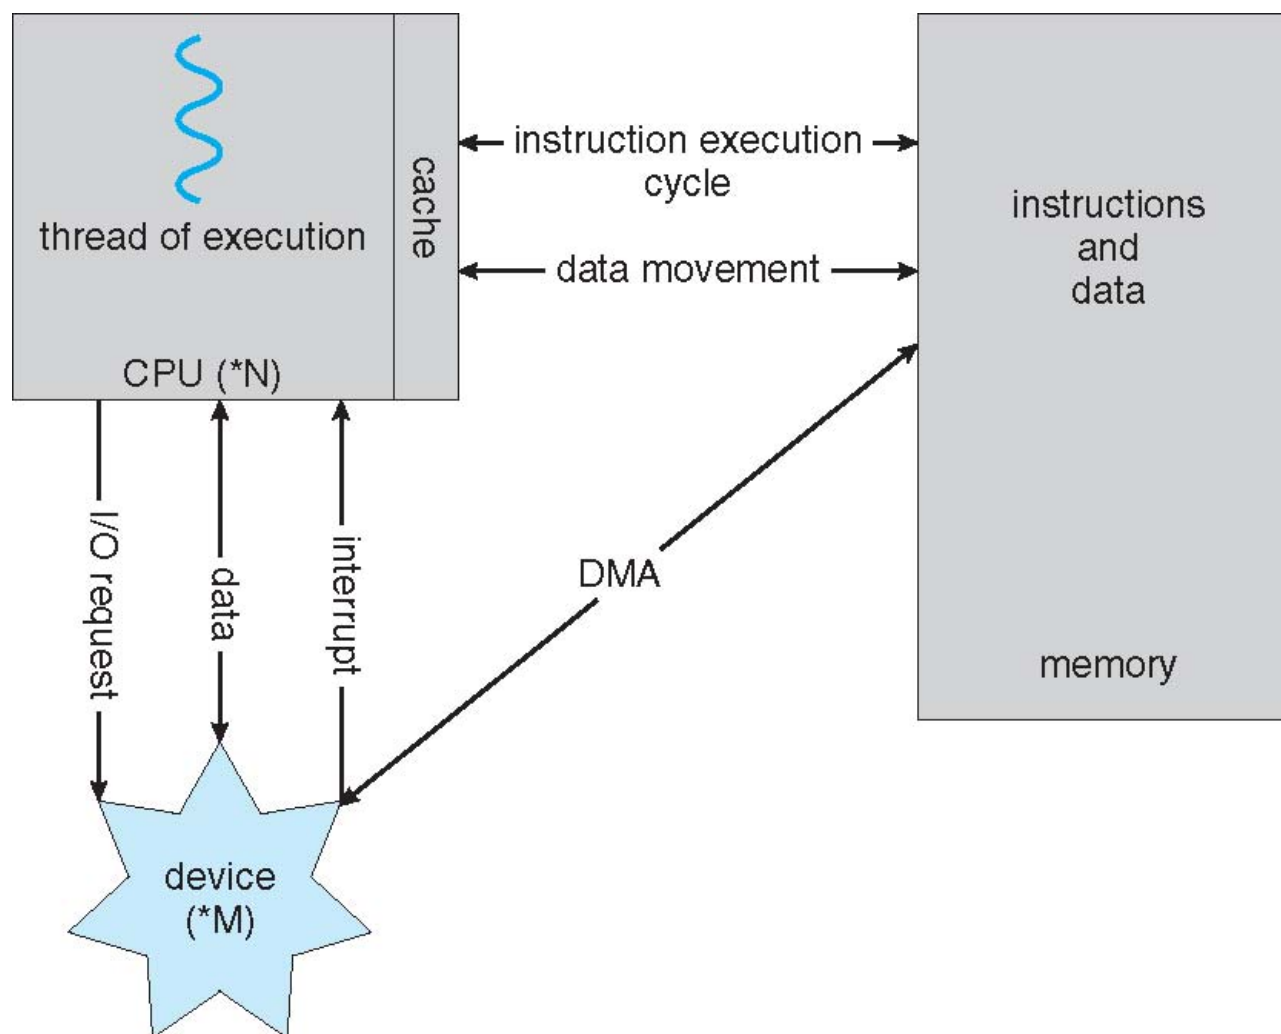 thread of execution
cache
CPU (*N)
instruction execution
cycle
data movement
instructions
and
data
memory
I/O request
data
interrupt
DMA
device
(*M)